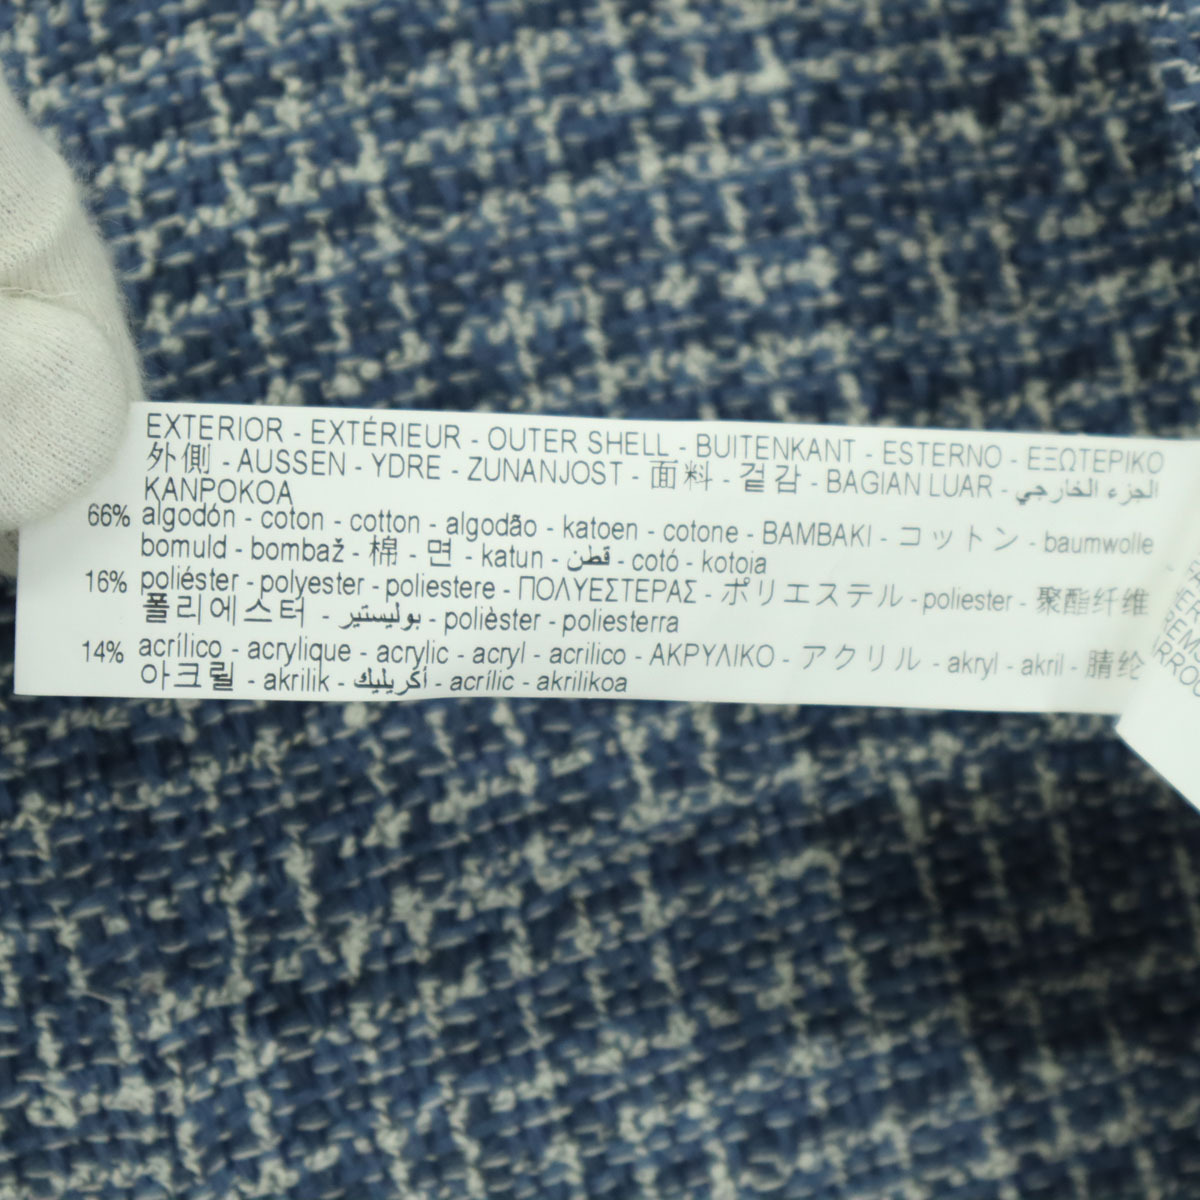 EXTERIOR - EXTÉRIEUR - OUTER SHELL - BUITENKANT - ESTERNO - ΕΞΩΤΕΡΙΚΟ
外側 - AUSSEN - YDRE - ZUNANJOST - 面料 - 겉감 - BAGIAN LUAR - الجزء الخارجي
KANPOKOA
66% algodón - coton - cotton - algodão - katoen - cotone - BAMBAKI - コットン - baumwolle
bomuld - bombaž - 棉 - 면 - katun - قطن - cotó - kotoia
16% poliéster - polyester - poliestere - ΠΟΛΥΕΣΤΕΡΑΣ - ポリエステル - poliester - 聚酯纤维
폴리에스터 - بوليستير - polièster - poliesterra
14% acrílico - acrylique - acrylic - acryl - acrilico - ΑΚΡΥΛΙΚΟ - アクリル - akryl - akril - 腈纶
아크릴 - akrilik - أكريليك - acrílic - akrilikoa